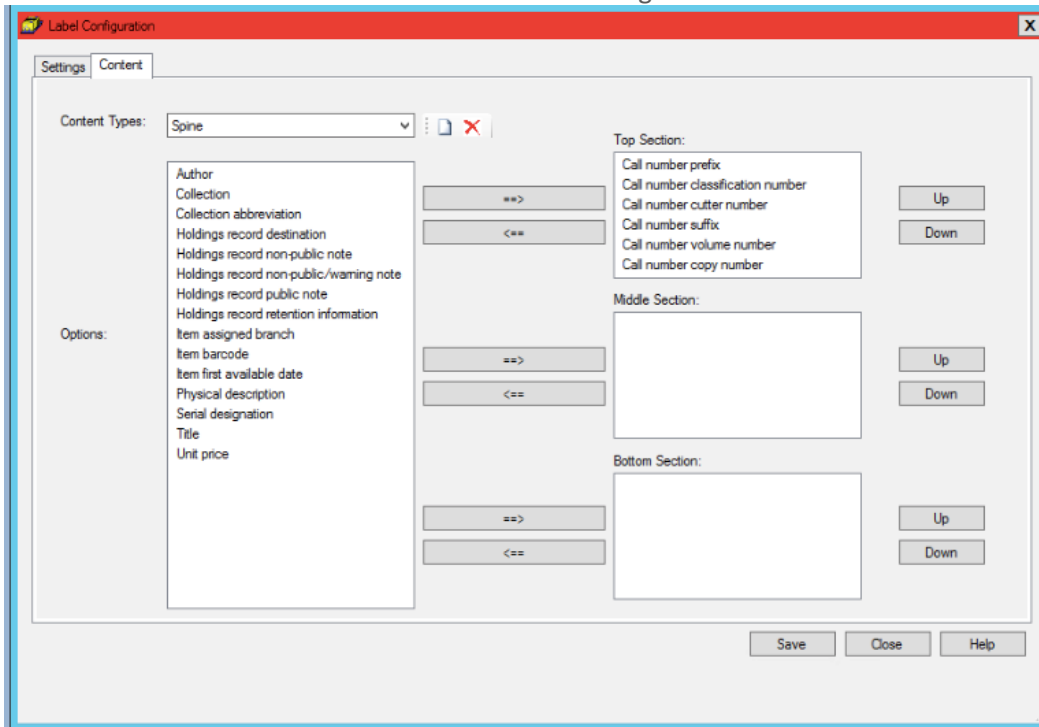 Label Configuration
X
Settings
Content
Content Types:
Spine
Top Section:
Author
Collection
Collection abbreviation
Holdings record destination
Holdings record non-public note
Holdings record non-public/warning note
Holdings record public note
Holdings record retention information
Item assigned branch
Item barcode
Item first available date
Physical description
Serial designation
Title
Unit price
Options:
==>
<==
Call number prefix
Call number classification number
Call number cutter number
Call number suffix
Call number volume number
Call number copy number
Up
Down
Middle Section:
==>
<==
Up
Down
Bottom Section:
==>
<==
Up
Down
Save
Close
Help